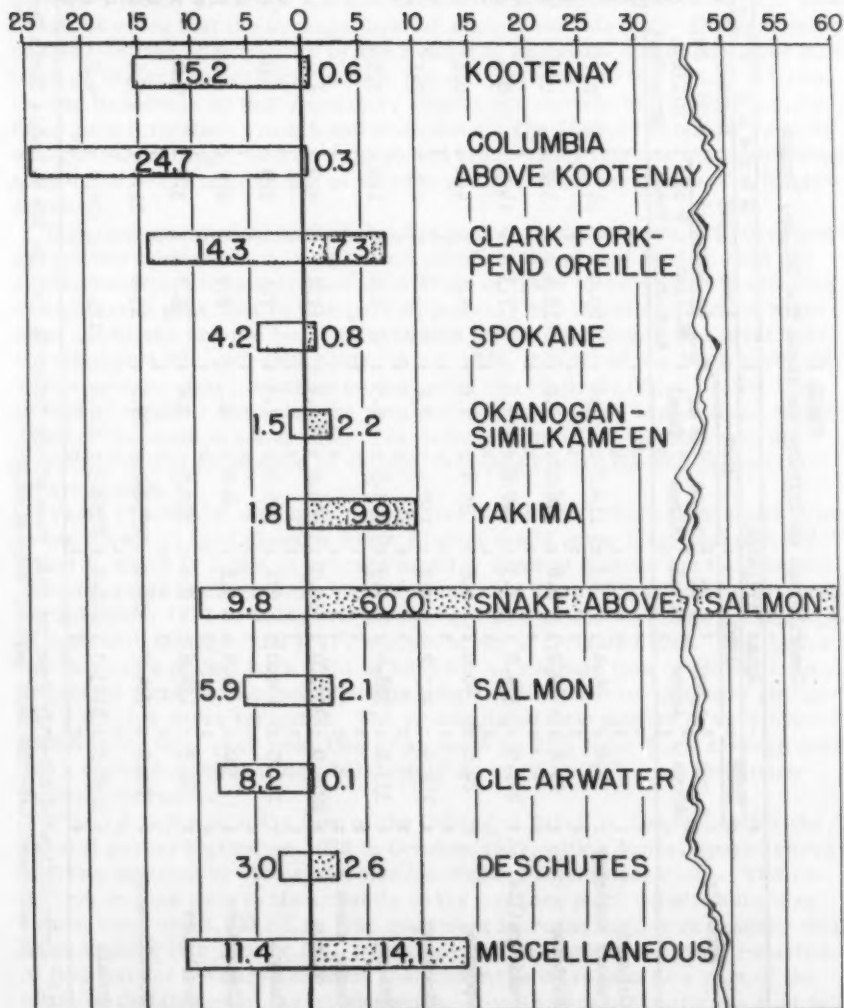 25 20 15 10 5 0 5 10 15 20 25 30 35 50 55 60
15.2 0.6 KOOTENAY
24.7 0.3 COLUMBIA
ABOVE KOOTENAY
14.3 7.3 CLARK FORK-
PEND OREILLE
4.2 0.8 SPOKANE
1.5 2.2 OKANOGAN-
SIMILKAMEEN
1.8 9.9 YAKIMA
9.8 60.0 SNAKE ABOVE SALMON
5.9 2.1 SALMON
8.2 0.1 CLEARWATER
3.0 2.6 DESCHUTES
11.4 14.1 MISCELLANEOUS